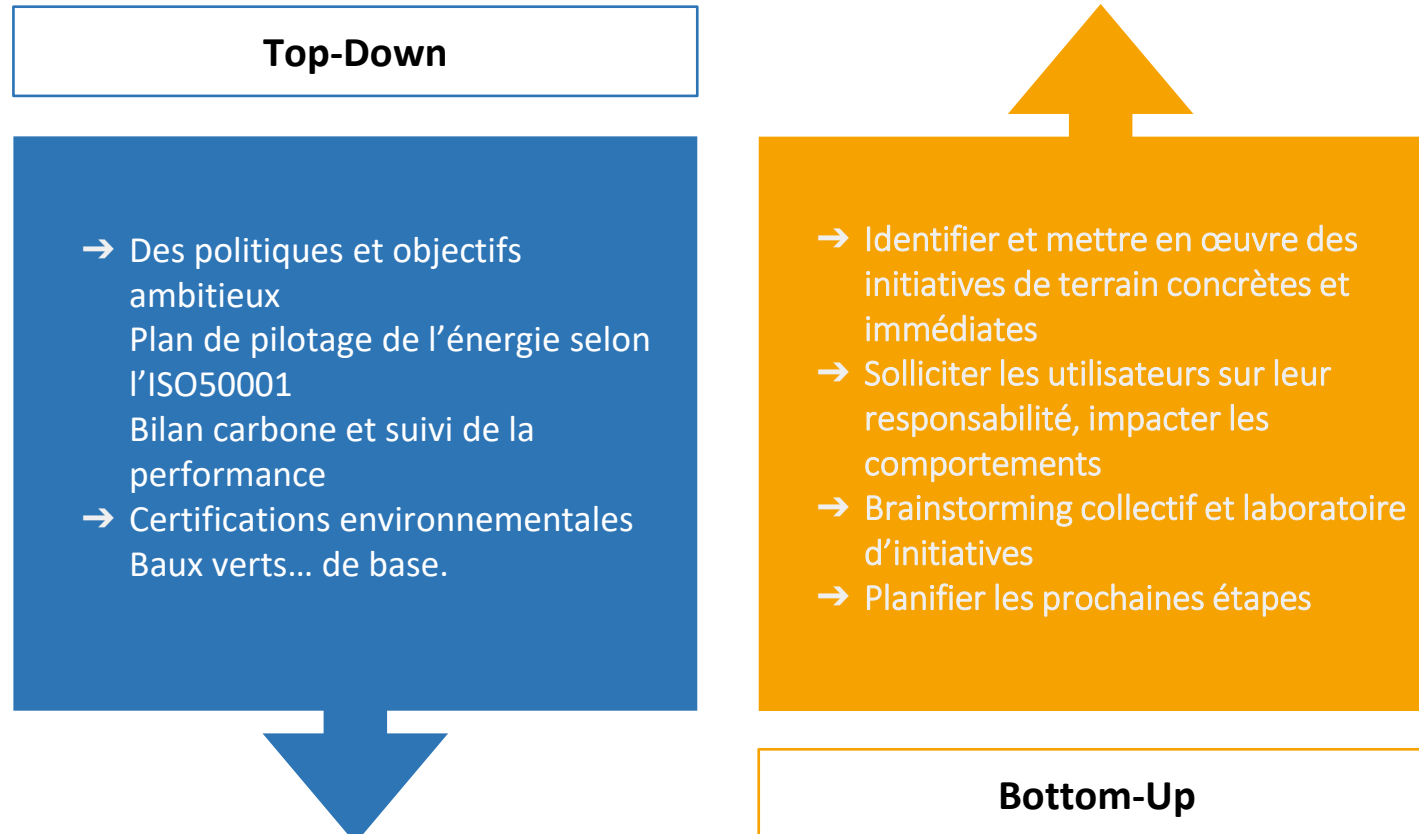 Top-Down
➔ Des politiques et objectifs
ambitieux
Plan de pilotage de l’énergie selon
l’ISO50001
Bilan carbone et suivi de la
performance
➔ Certifications environnementales
Baux verts… de base.
➔ Identifier et mettre en œuvre des
initiatives de terrain concrètes et
immédiates
➔ Solliciter les utilisateurs sur leur
responsabilité, impacter les
comportements
➔ Brainstorming collectif et laboratoire
d’initiatives
➔ Planifier les prochaines étapes
Bottom-Up